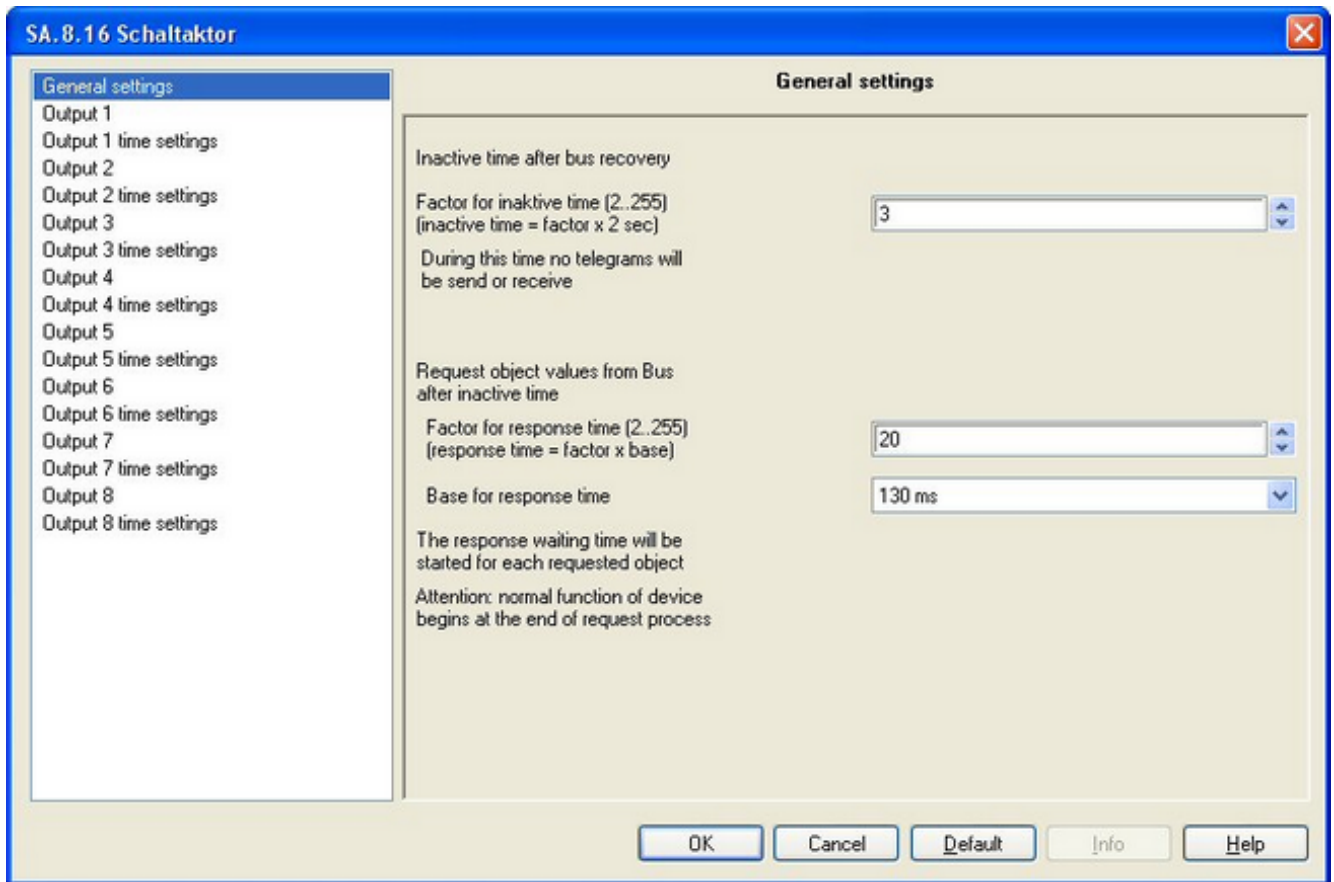 SA.8.16 Schaltaktor
General settings
Output 1
Output 1 time settings
Output 2
Output 2 time settings
Output 3
Output 3 time settings
Output 4
Output 4 time settings
Output 5
Output 5 time settings
Output 6
Output 6 time settings
Output 7
Output 7 time settings
Output 8
Output 8 time settings
General settings
Inactive time after bus recovery
Factor for inaktive time (2..255)
(inactive time = factor x 2 sec)
3
During this time no telegrams will
be send or receive
Request object values from Bus
after inactive time
Factor for response time (2..255)
(response time = factor x base)
20
Base for response time
130 ms
The response waiting time will be
started for each requested object
Attention: normal function of device
begins at the end of request process
OK
Cancel
Default
Info
Help